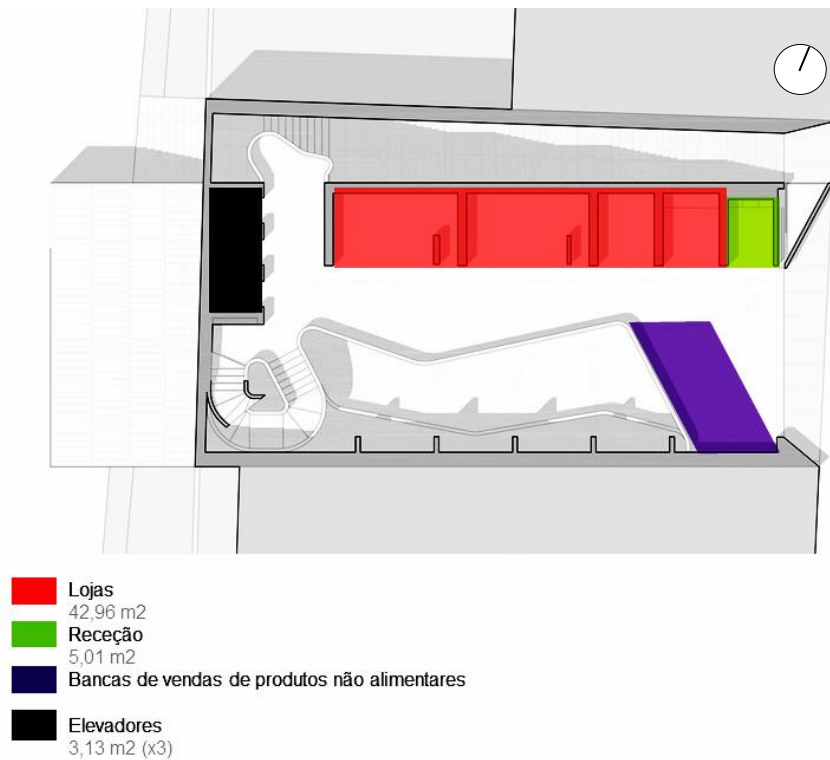 Lojas
42,96 m2
Receção
5,01 m2
Bancas de vendas de produtos não alimentares
Elevadores
3,13 m2 (x3)